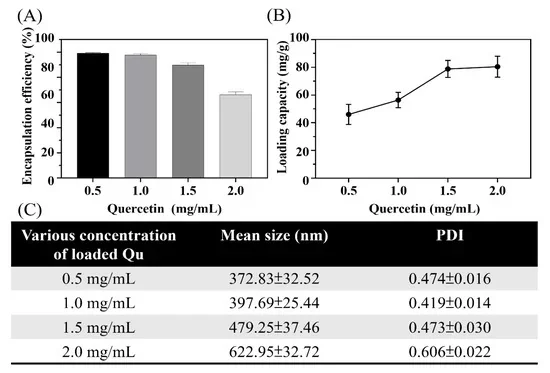 (A)
Encapsulation efficiency (%)
100
80
60
40
20
0
0.5 1.0 1.5 2.0
Quercetin (mg/mL)
(B)
Loading capacity (mg/g)
100
80
60
40
20
0
0.5 1.0 1.5 2.0
Quercetin (mg/mL)
(C)
Various concentration of loaded Qu Mean size (nm) PDI
0.5 mg/mL 372.83±32.52 0.474±0.016
1.0 mg/mL 397.69±25.44 0.419±0.014
1.5 mg/mL 479.25±37.46 0.473±0.030
2.0 mg/mL 622.95±32.72 0.606±0.022